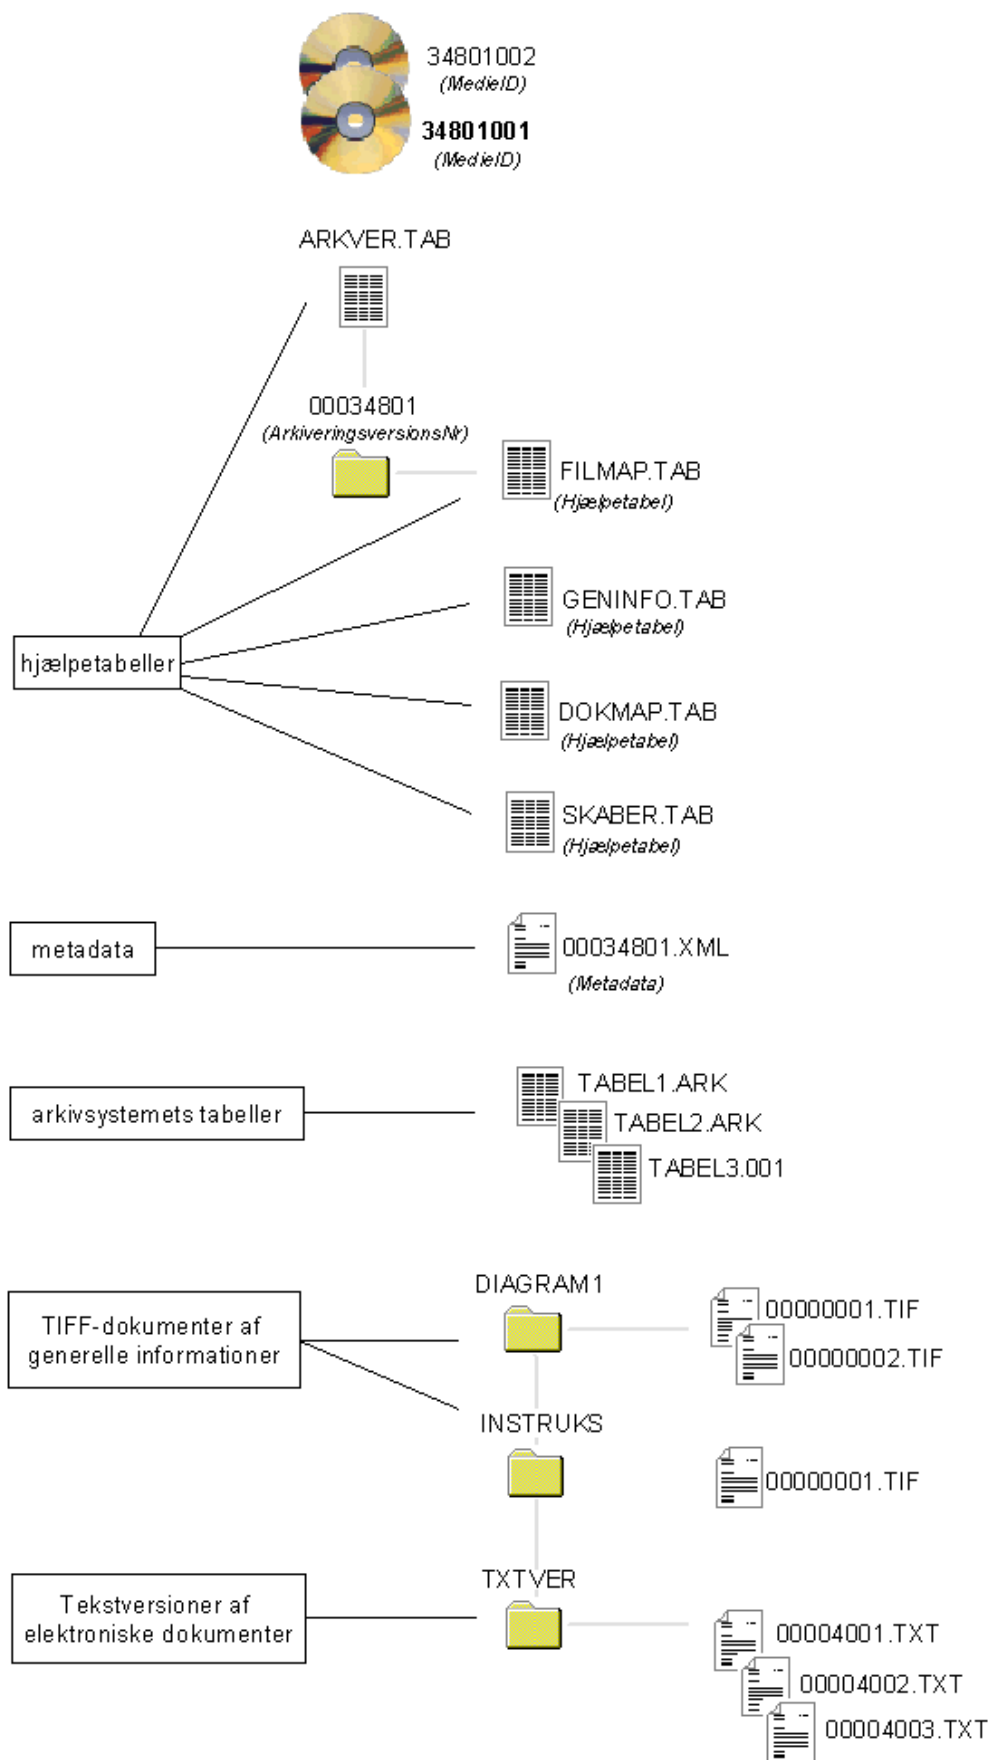 34801002
(MedieID)
34801001
(MedieID)
ARKVER.TAB
00034801
(ArkiveringsversionsNr)
FILMAP.TAB
(Hjælpetabel)
GENINFO.TAB
(Hjælpetabel)
hjælpetabeller
DOKMAP.TAB
(Hjælpetabel)
SKABER.TAB
(Hjælpetabel)
metadata
00034801.XML
(Metadata)
arkivsystemets tabeller
TABEL1.ARK
TABEL2.ARK
TABEL3.001
DIAGRAM1
TIFF-dokumenter af
generelle informationer
00000001.TIF
00000002.TIF
INSTRUKS
00000001.TIF
TXTVER
Tekstversioner af
elektroniske dokumenter
00004001.TXT
00004002.TXT
00004003.TXT